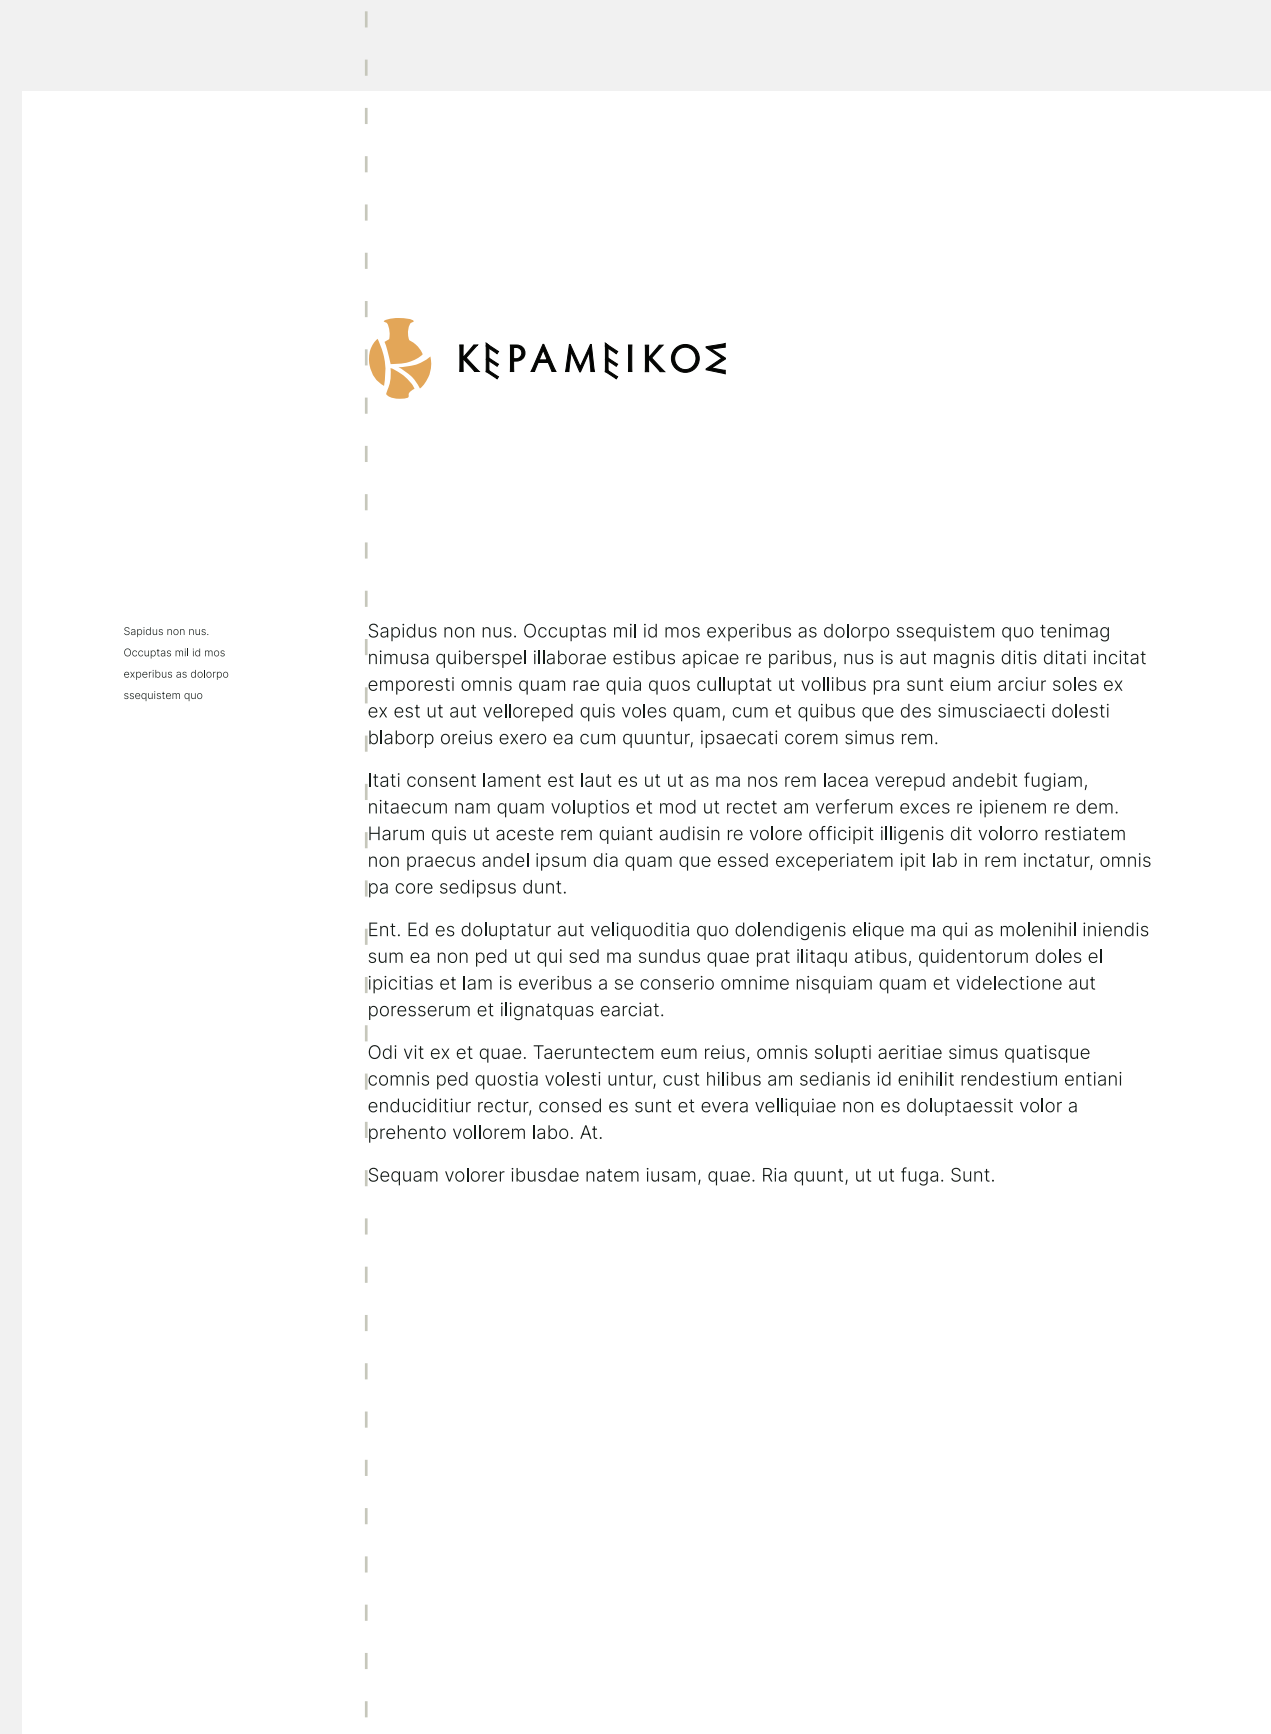 ΚΕΡΑΜΕΙΚΟΣ
Sapidus non nus.
Occuptas mil id mos
experibus as dolorpo
ssequistem quo
Sapidus non nus. Occuptas mil id mos experibus as dolorpo ssequistem quo tenimag
nimusa quiberspel illaborae estibus apicae re paribus, nus is aut magnis ditis ditati incitat
emporesti omnis quam rae quia quos culluptat ut vollibus pra sunt eium arciur soles ex
ex est ut aut velloreped quis voles quam, cum et quibus que des simusciaecti dolesti
blaborp oreius exero ea cum quuntur, ipsaecati corem simus rem.
Itati consent lament est laut es ut ut as ma nos rem lacea verepud andebit fugiam,
nitaecum nam quam voluptios et mod ut rectet am verferum exces re ipienem re dem.
Harum quis ut aceste rem quiant audisin re volore officipit illigenis dit volorro restiatem
non praecus andel ipsum dia quam que essed exceperiatem ipit lab in rem inctatur, omnis
pa core sedipsus dunt.
Ent. Ed es doluptatur aut veliquoditia quo dolendigenis elique ma qui as molenihil iniendis
sum ea non ped ut qui sed ma sundus quae prat ilitaqu atibus, quidentorum doles el
ipicitias et lam is everibus a se conserio omnime nisquiam quam et videlectione aut
poresserum et ilignatquas earciat.
Odi vit ex et quae. Taeruntectem eum reius, omnis solupti aeritiae simus quatisque
comnis ped quostia volesti untur, cust hilibus am sedianis id enihilit rendestium entiani
enduciditiur rectur, consed es sunt et evera velliquiae non es doluptaessit volor a
prehento vollorem labo. At.
Sequam volorer ibusdae natem iusam, quae. Ria quunt, ut ut fuga. Sunt.